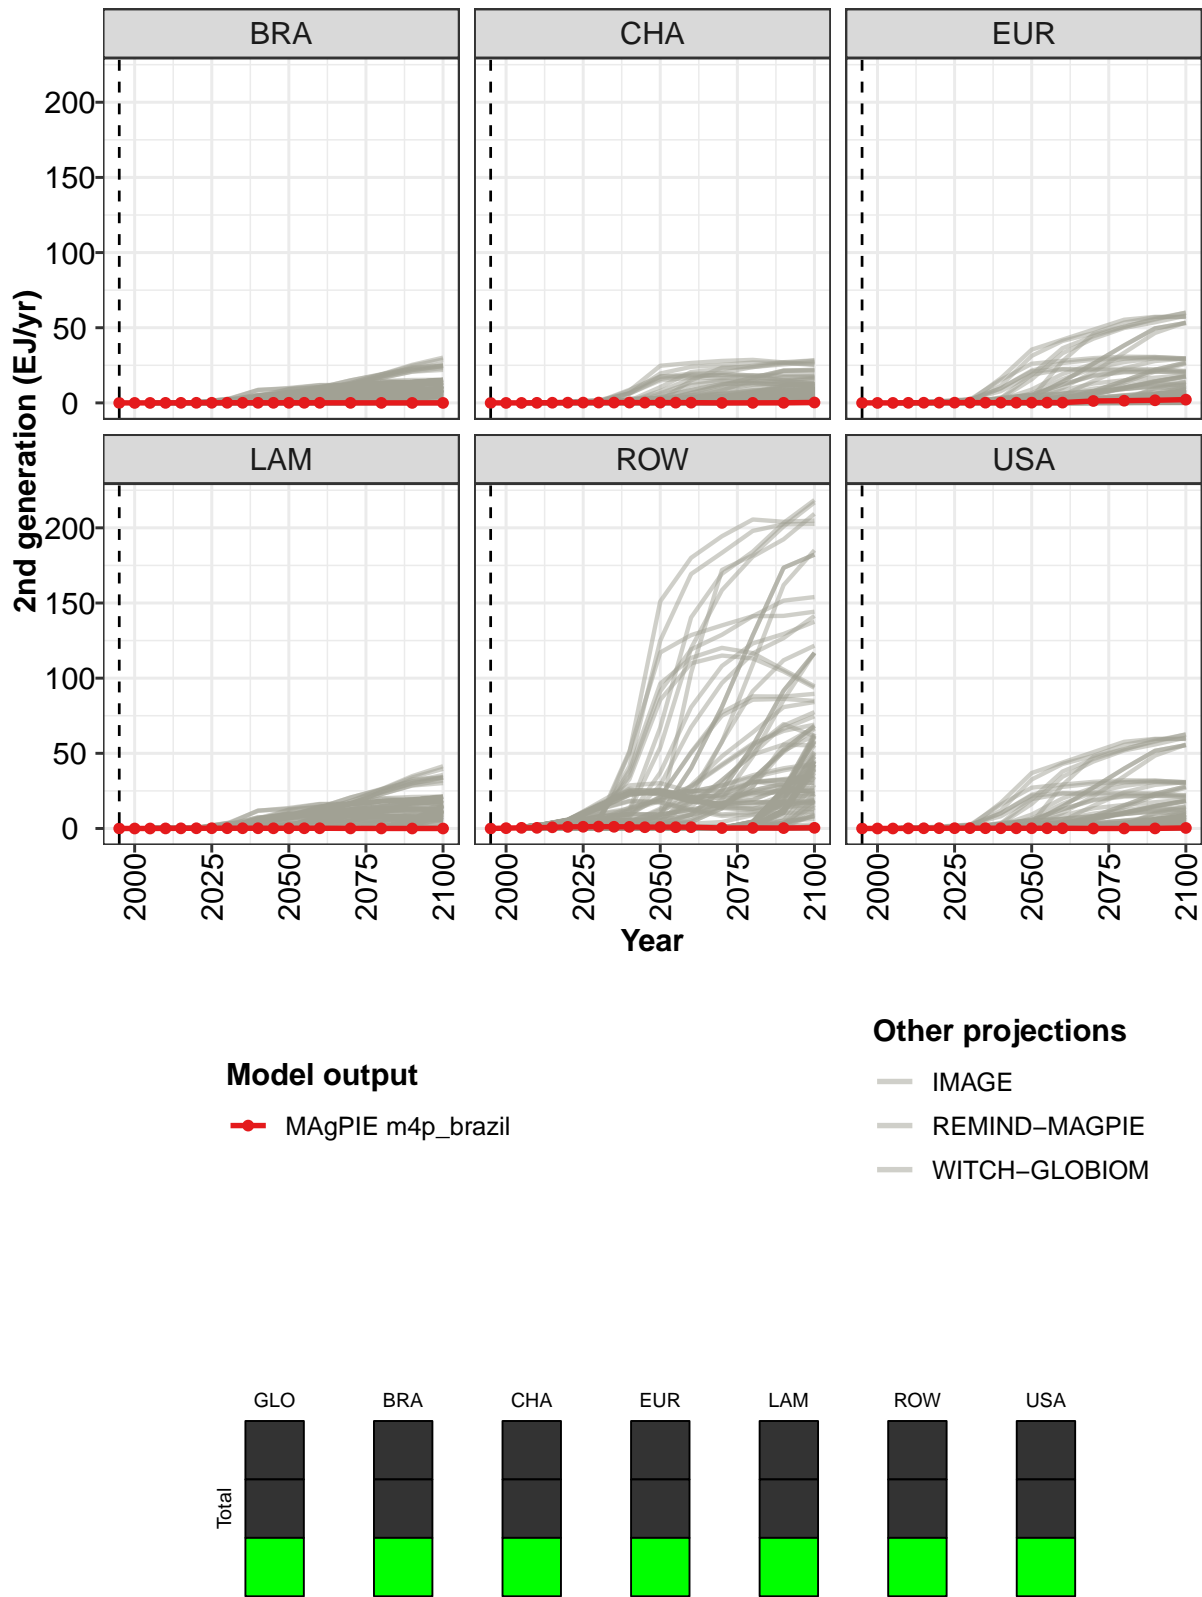 BRA CHA EUR
200
150
100
50
0
LAM ROW USA
200
150
100
50
0
2nd generation (EJ/yr)
2000 2025 2050 2075 2100 2000 2025 2050 2075 2100 2000 2025 2050 2075 2100
Year
Model output
MAgPIE m4p_brazil
Other projections
IMAGE
REMIND−MAGPIE
WITCH−GLOBIOM
GLO BRA CHA EUR LAM ROW USA
Total